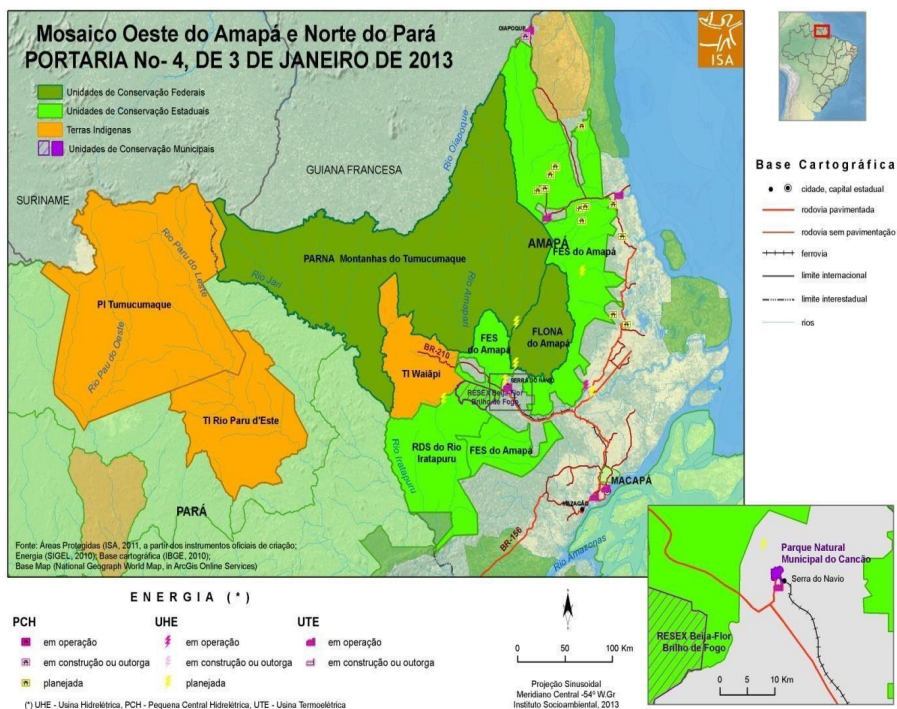 Mosaico Oeste do Amapá e Norte do Pará
PORTARIA No- 4, DE 3 DE JANEIRO DE 2013
ISA
Unidades de Conservação Federais
Unidades de Conservação Estaduais
Terras Indígenas
Unidades de Conservação Municipais
OIAPOQUE
Rio Oiapoque
GUIANA FRANCESA
SURINAME
Rio Paru do Leste
PARNA Montanhas do Tumucumaque
AMAPÁ
FES do Amapá
Rio Jari
Rio Amapari
PI Tumucumaque
Rio Pau do Oeste
FES
do Amapá
FLONA
do Amapá
BR-210
TI Waiãpi
SERRA DO NAVIO
RESEX Beija-Flor
Brilho de Fogo
TI Rio Paru d'Este
RDS do Rio
Iratapuru
FES do Amapá
Rio Iratapuru
MACAPÁ
MAZAGÃO
PARÁ
BR-156
Rio Amazonas
Fonte: Áreas Protegidas (ISA, 2011, a partir dos instrumentos oficiais de criação;
Energia (SIGEL, 2010); Base cartográfica (IBGE, 2010);
Base Map (National Geograph World Map, in ArcGis Online Services)
Base Cartográfica
cidade, capital estadual
rodovia pavimentada
rodovia sem pavimentação
ferrovia
limite internacional
limite interestadual
rios
Parque Natural
Municipal do Cancão
Serra do Navio
RESEX Beija-Flor
Brilho de Fogo
0 5 10 Km
ENERGIA (*)
PCH UHE UTE
em operação em operação em operação
em construção ou outorga em construção ou outorga em construção ou outorga
planejada planejada
(*) UHE - Usina Hidrelétrica, PCH - Pequena Central Hidrelétrica, UTE - Usina Termoelétrica
0 50 100 Km
Projeção Sinusoidal
Meridiano Central -54º W.Gr
Instituto Socioambiental, 2013